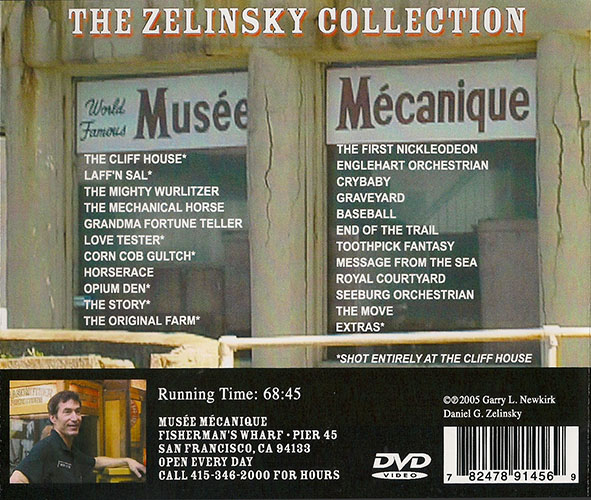 THE ZELINSKY COLLECTION
World Famous Musée Mécanique
THE CLIFF HOUSE*
LAFF'N SAL*
THE MIGHTY WURLITZER
THE MECHANICAL HORSE
GRANDMA FORTUNE TELLER
LOVE TESTER*
CORN COB GULTCH*
HORSERACE
OPIUM DEN*
THE STORY*
THE ORIGINAL FARM*
THE FIRST NICKLEODEON
ENGLEHART ORCHESTRIAN
CRYBABY
GRAVEYARD
BASEBALL
END OF THE TRAIL
TOOTHPICK FANTASY
MESSAGE FROM THE SEA
ROYAL COURTYARD
SEEBURG ORCHESTRIAN
THE MOVE
EXTRAS*
*SHOT ENTIRELY AT THE CLIFF HOUSE
Running Time: 68:45
MUSÉE MÉCANIQUE
FISHERMAN'S WHARF · PIER 45
SAN FRANCISCO, CA 94133
OPEN EVERY DAY
CALL 415-346-2000 FOR HOURS
DVD
VIDEO
©℗2005 Garry L. Newkirk
Daniel G. Zelinsky
7 82478 91456 9